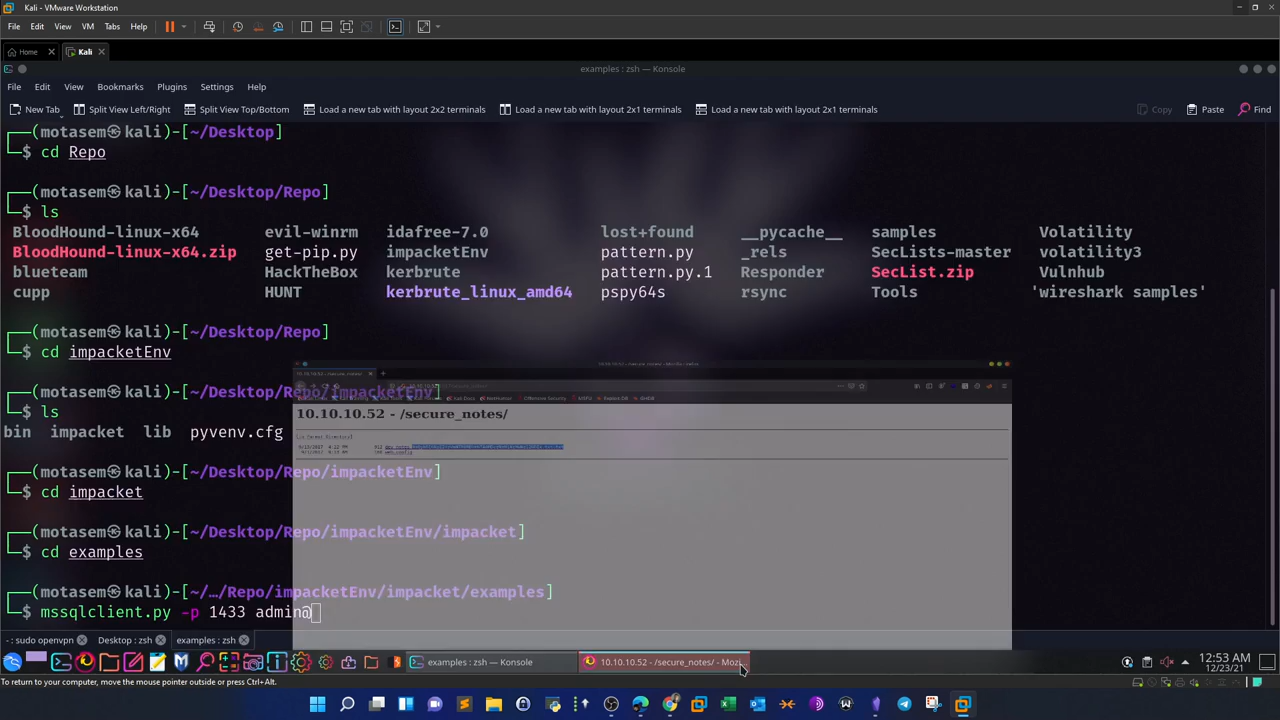 Kali - VMware Workstation
File Edit View VM Tabs Help
Home Kali
examples : zsh — Konsole
File Edit View Bookmarks Plugins Settings Help
New Tab Split View Left/Right Split View Top/Bottom Load a new tab with layout 2x2 terminals Load a new tab with layout 2x1 terminals Load a new tab with layout 2x1 terminals Copy Paste Find
(motasem㉿kali)-[~/Desktop]
$ cd Repo
(motasem㉿kali)-[~/Desktop/Repo]
$ ls
BloodHound-linux-x64 evil-winrm idafree-7.0 lost+found __pycache__ samples Volatility
BloodHound-linux-x64.zip get-pip.py impacketEnv pattern.py _rels SecLists-master volatility3
blueteam HackTheBox kerbrute pattern.py.1 Responder SecList.zip Vulnhub
cupp HUNT kerbrute_linux_amd64 pspy64s rsync Tools 'wireshark samples'
(motasem㉿kali)-[~/Desktop/Repo]
$ cd impacketEnv
(motasem㉿kali)-[~/Desktop/Repo/impacketEnv]
$ ls
bin impacket lib pyvenv.cfg
10.10.10.52 - /secure_notes/
(motasem㉿kali)-[~/Desktop/Repo/impacketEnv]
$ cd impacket
(motasem㉿kali)-[~/Desktop/Repo/impacketEnv/impacket]
$ cd examples
(motasem㉿kali)-[~/…/Repo/impacketEnv/impacket/examples]
$ mssqlclient.py -p 1433 admin@
- : sudo openvpn Desktop : zsh examples : zsh
examples : zsh — Konsole 10.10.10.52 - /secure_notes/ - Mozi...
12:53 AM
12/23/21
To return to your computer, move the mouse pointer outside or press Ctrl+Alt.